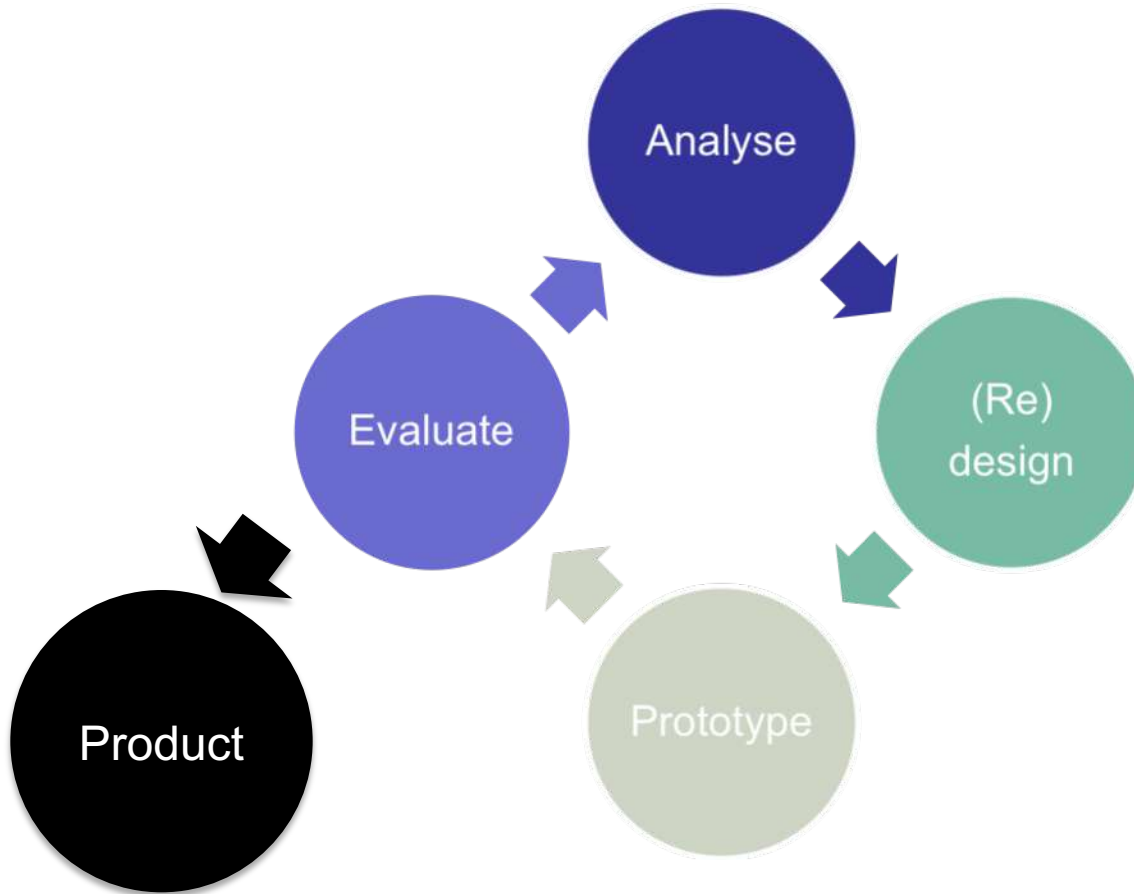 Analyse
(Re)
design
Evaluate
Prototype
Product